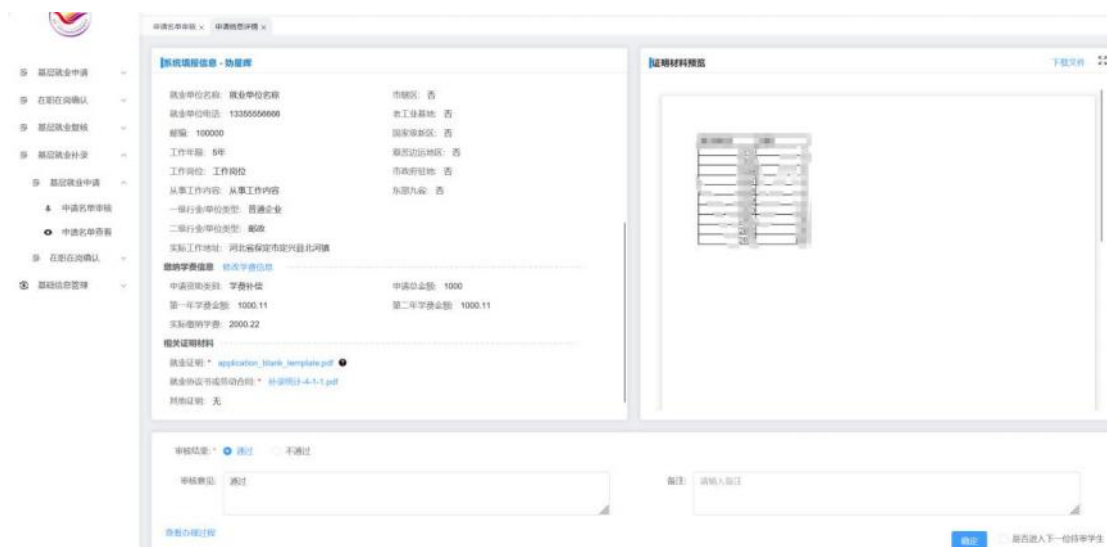 申请名单审核 × 申请信息详情 ×
基层就业申请
在职在岗确认
基层就业复核
基层就业补录
基层就业申请
申请名单审核
申请名单查看
在职在岗确认
基础信息管理
系统填报信息 -
就业单位名称: 就业单位名称 市辖区: 否
就业单位电话: 13355556666 老工业基地: 否
邮编: 100000 国家级新区: 否
工作年限: 5年 艰苦边远地区: 否
工作岗位: 工作岗位 市政府驻地: 否
从事工作内容: 从事工作内容 东部九省: 否
一级行业/单位类型: 普通企业
二级行业/单位类型: 邮政
实际工作地址: 河北省保定市定兴县北河镇
缴纳学费信息 修改学费信息
申请资助类别: 学费补偿 申请总金额: 1000
第一年学费金额: 1000.11 第二年学费金额: 1000.11
实际缴纳学费: 2000.22
相关证明材料
就业证明: * application_blank_template.pdf
就业协议书或劳动合同: * 补录统计-4-1-1.pdf
其他证明: 无
证明材料预览 下载文件
审核结果: * 通过 不通过
审核意见: 通过
备注: 请输入备注
查看办理过程
确定 是否进入下一位待审学生